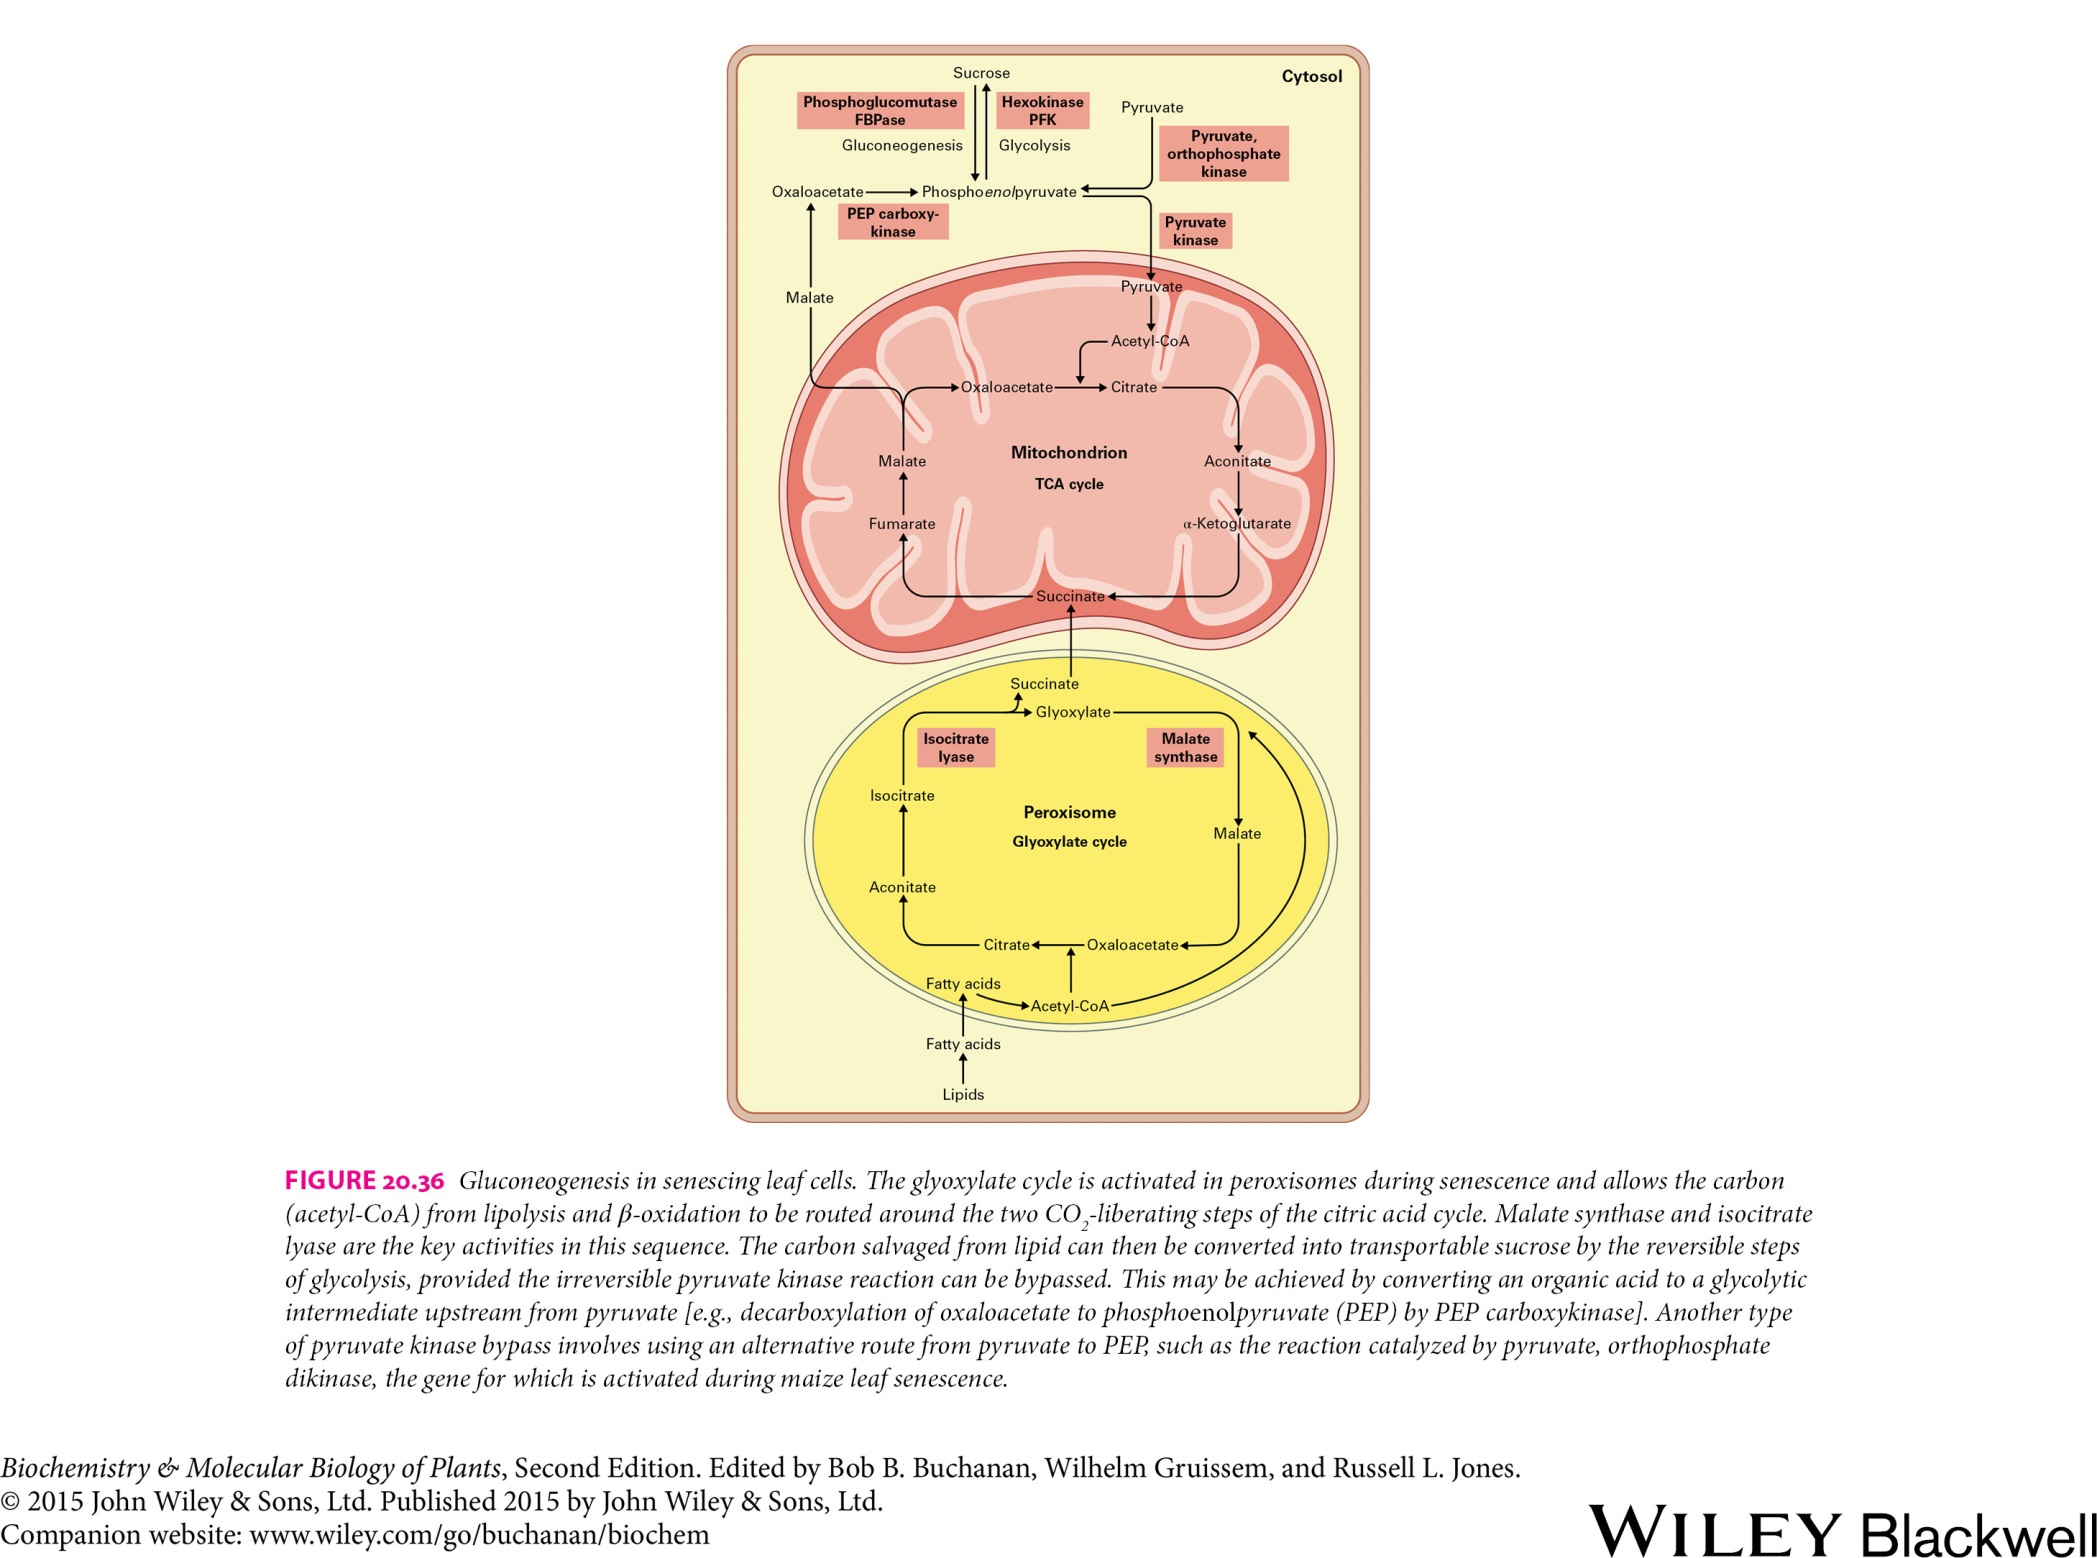 Sucrose
Cytosol
Phosphoglucomutase
FBPase
Hexokinase
PFK
Pyruvate
Gluconeogenesis
Glycolysis
Pyruvate,
orthophosphate
kinase
Oxaloacetate
Phosphoenolpyruvate
PEP carboxy-
kinase
Pyruvate
kinase
Malate
Pyruvate
Acetyl-CoA
Oxaloacetate
Citrate
Mitochondrion
TCA cycle
Malate
Aconitate
Fumarate
α-Ketoglutarate
Succinate
Succinate
Glyoxylate
Isocitrate
lyase
Malate
synthase
Isocitrate
Peroxisome
Glyoxylate cycle
Malate
Aconitate
Citrate
Oxaloacetate
Fatty acids
Acetyl-CoA
Fatty acids
Lipids
FIGURE 20.36 Gluconeogenesis in senescing leaf cells. The glyoxylate cycle is activated in peroxisomes during senescence and allows the carbon
(acetyl-CoA) from lipolysis and β-oxidation to be routed around the two CO₂-liberating steps of the citric acid cycle. Malate synthase and isocitrate
lyase are the key activities in this sequence. The carbon salvaged from lipid can then be converted into transportable sucrose by the reversible steps
of glycolysis, provided the irreversible pyruvate kinase reaction can be bypassed. This may be achieved by converting an organic acid to a glycolytic
intermediate upstream from pyruvate [e.g., decarboxylation of oxaloacetate to phosphoenolpyruvate (PEP) by PEP carboxykinase]. Another type
of pyruvate kinase bypass involves using an alternative route from pyruvate to PEP, such as the reaction catalyzed by pyruvate, orthophosphate
dikinase, the gene for which is activated during maize leaf senescence.
Biochemistry & Molecular Biology of Plants, Second Edition. Edited by Bob B. Buchanan, Wilhelm Gruissem, and Russell L. Jones.
© 2015 John Wiley & Sons, Ltd. Published 2015 by John Wiley & Sons, Ltd.
Companion website: www.wiley.com/go/buchanan/biochem
WILEY Blackwell